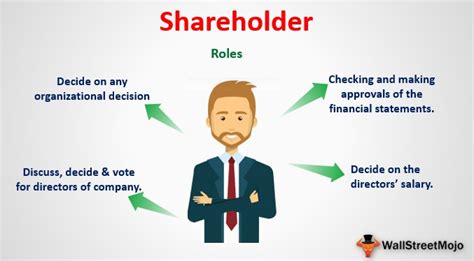 Shareholder
Roles
Decide on any
organizational decision
Checking and making
approvals of the
financial statements.
Discuss, decide & vote
for directors of company.
Decide on the
directors' salary.
WallStreetMojo